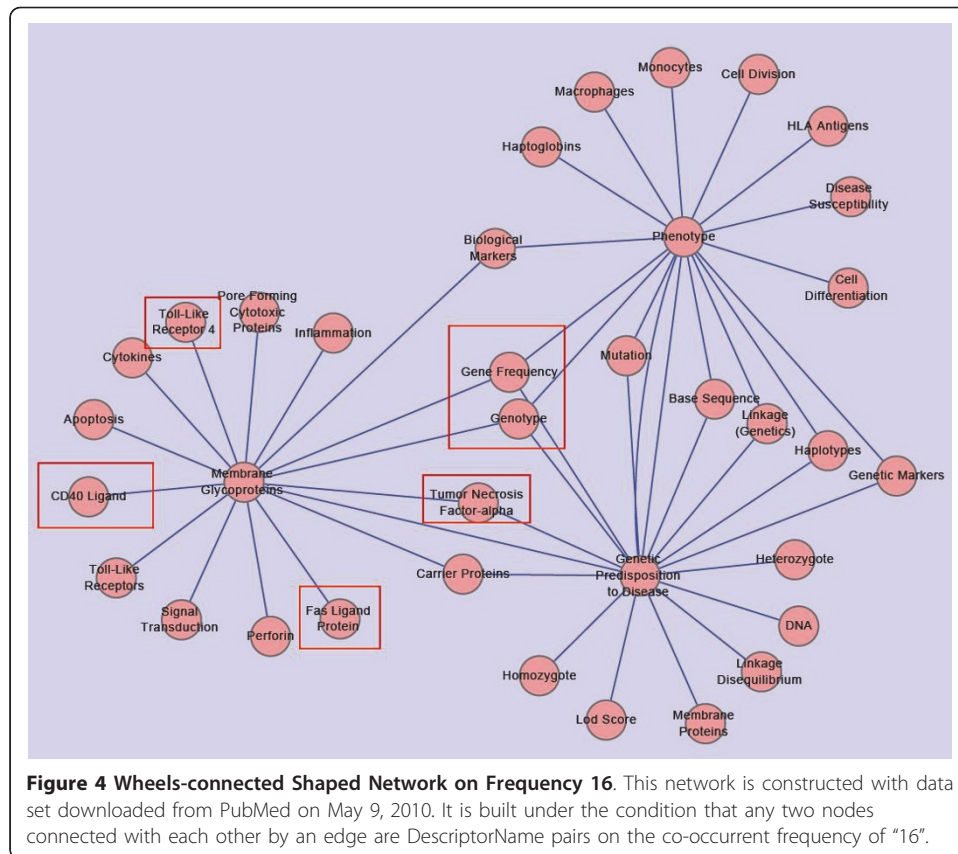 Monocytes
Cell Division
Macrophages
HLA Antigens
Haptoglobins
Disease
Susceptibility
Biological
Markers
Phenotype
Cell
Differentiation
Toll-Like
Receptor 4
Pore Forming
Cytotoxic
Proteins
Inflammation
Cytokines
Mutation
Gene Frequency
Base Sequence
Apoptosis
Genotype
Linkage
(Genetics)
Haplotypes
Genetic Markers
Membrane
Glycoproteins
CD40 Ligand
Tumor Necrosis
Factor-alpha
Heterozygote
Genetic
Predisposition
to Disease
Carrier Proteins
Toll-Like
Receptors
Signal
Transduction
Perforin
Fas Ligand
Protein
DNA
Linkage
Disequilibrium
Homozygote
Lod Score
Membrane
Proteins
Figure 4 Wheels-connected Shaped Network on Frequency 16. This network is constructed with data
set downloaded from PubMed on May 9, 2010. It is built under the condition that any two nodes
connected with each other by an edge are DescriptorName pairs on the co-occurrent frequency of "16".